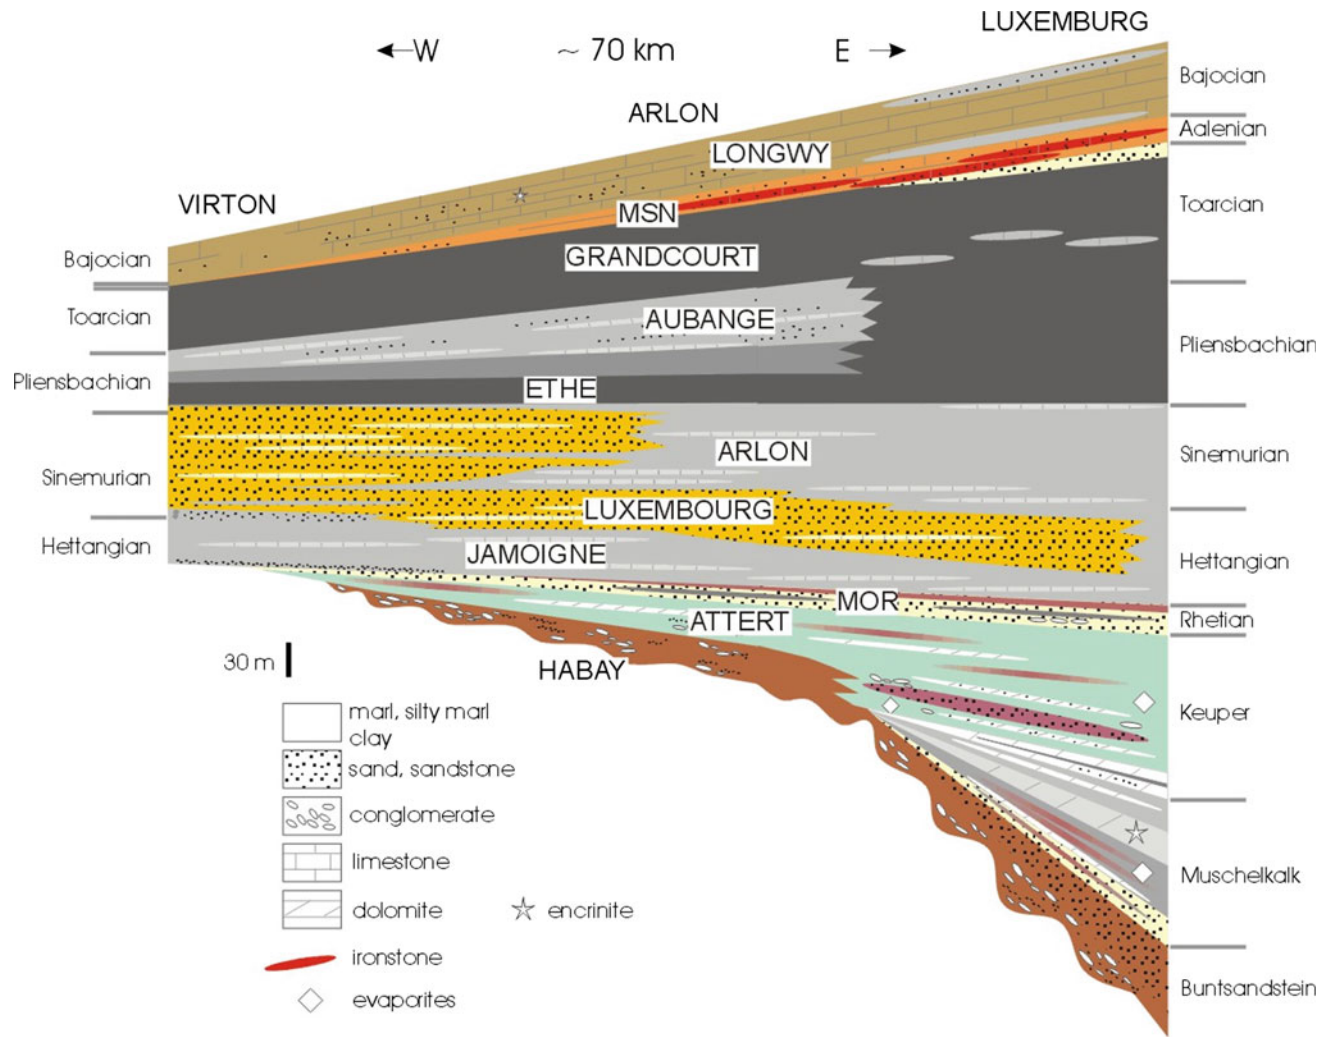 LUXEMBURG
W ~ 70 km E
ARLON
VIRTON
LONGWY
MSN
GRANDCOURT
AUBANGE
ETHE
ARLON
LUXEMBOURG
JAMOIGNE
MOR
ATTERT
HABAY
Bajocian
Toarcian
Pliensbachian
Sinemurian
Hettangian
Bajocian
Aalenian
Toarcian
Pliensbachian
Sinemurian
Hettangian
Rhetian
Keuper
Muschelkalk
Buntsandstein
30 m
marl, silty marl
clay
sand, sandstone
conglomerate
limestone
dolomite
encrinite
ironstone
evaporites